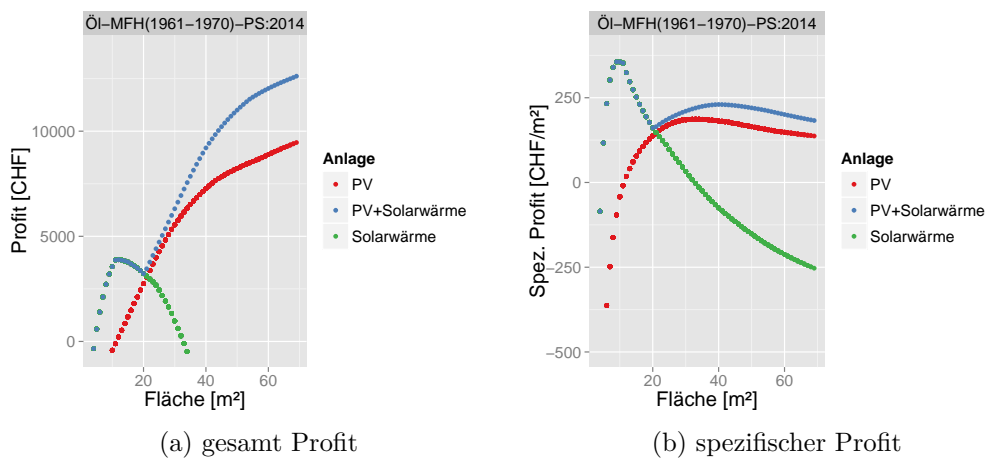 Öl−MFH(1961−1970)−PS:2014
Profit [CHF]
10000
5000
0
20
40
60
Fläche [m²]
Anlage
PV
PV+Solarwärme
Solarwärme
(a) gesamt Profit
Öl−MFH(1961−1970)−PS:2014
Spez. Profit [CHF/m²]
250
0
−250
−500
20
40
60
Fläche [m²]
Anlage
PV
PV+Solarwärme
Solarwärme
(b) spezifischer Profit